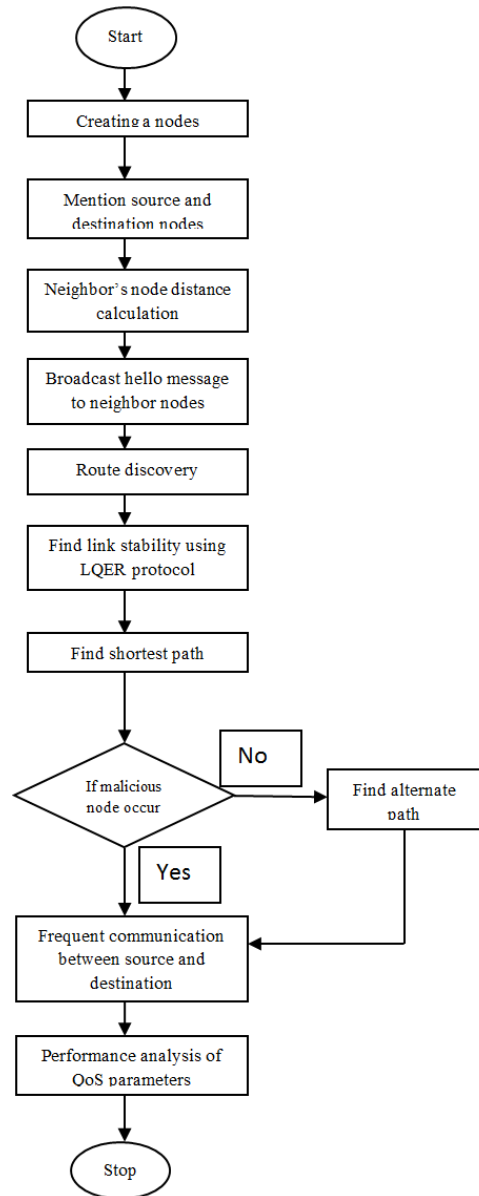 Start
Creating a nodes
Mention source and
destination nodes
Neighbor's node distance
calculation
Broadcast hello message
to neighbor nodes
Route discovery
Find link stability using
LQER protocol
Find shortest path
If malicious
node occur
No
Find alternate
path
Yes
Frequent communication
between source and
destination
Performance analysis of
QoS parameters
Stop